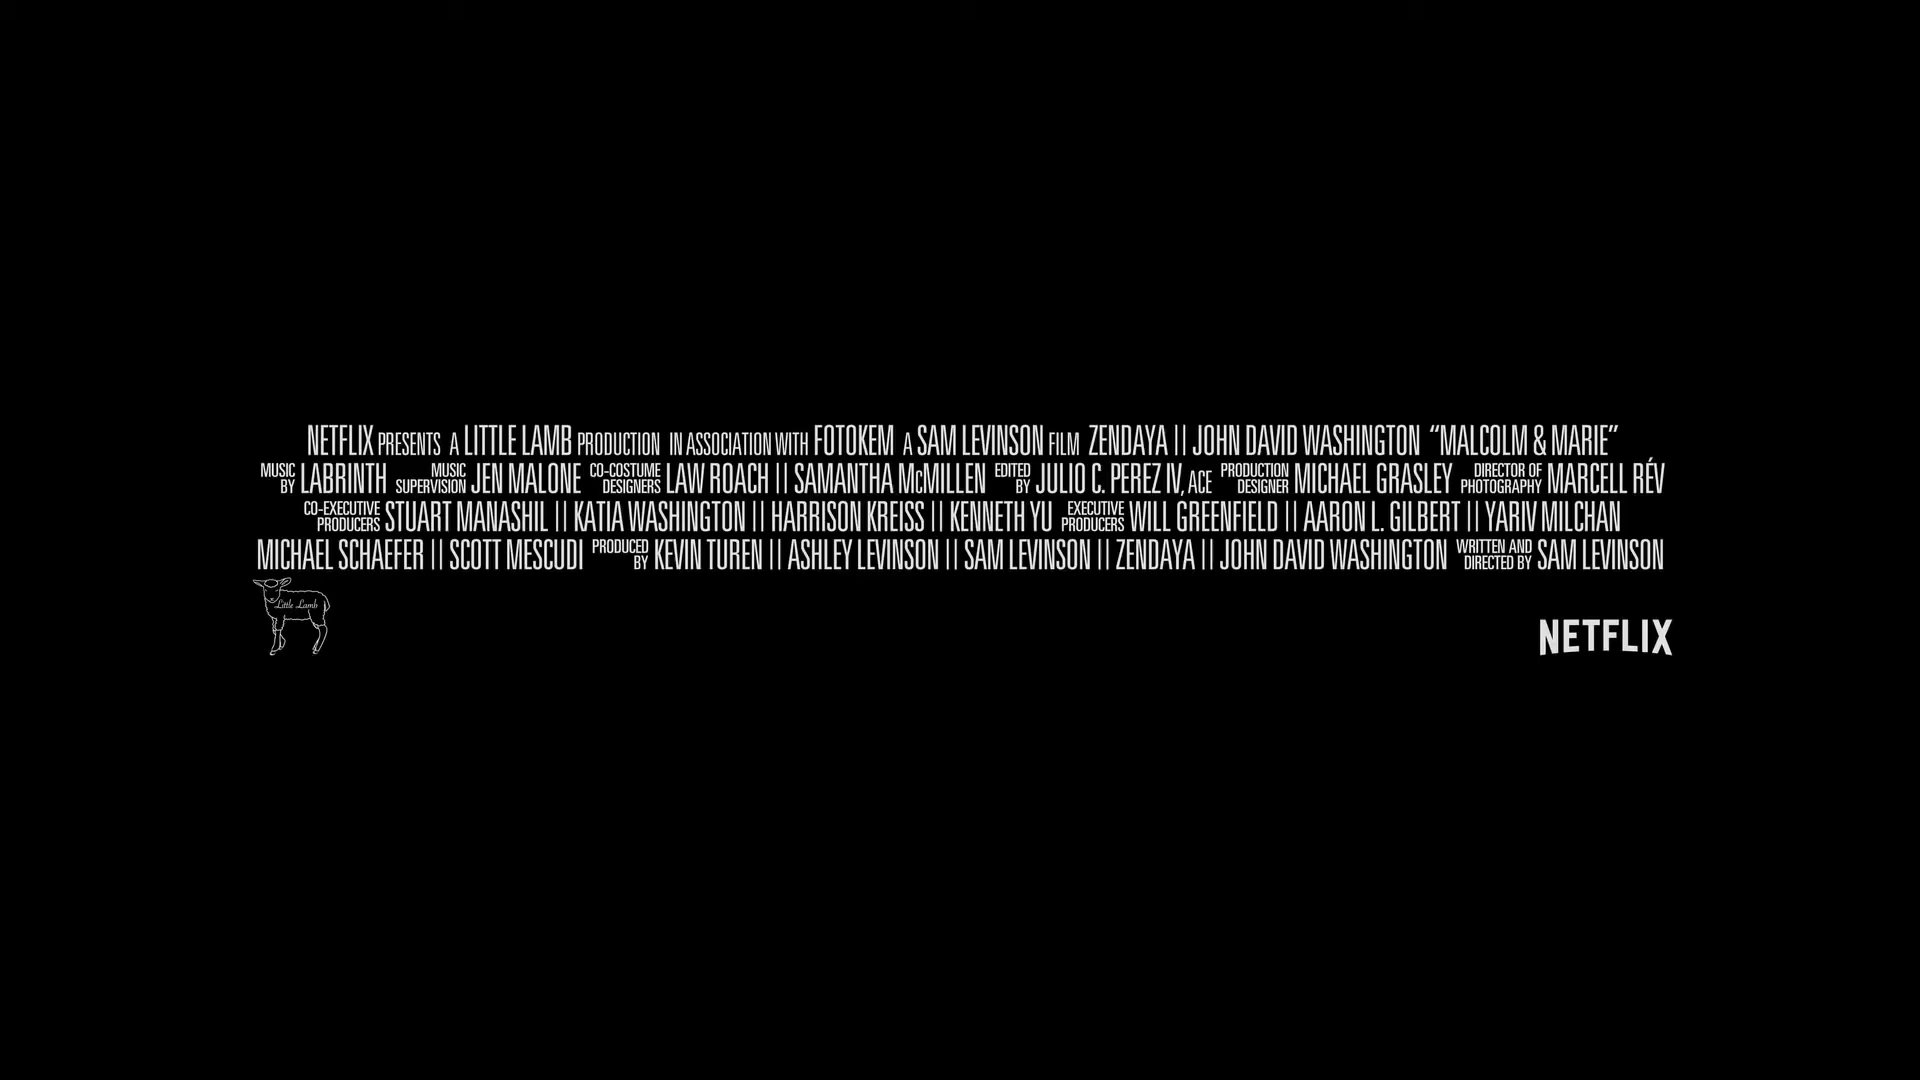 NETFLIX PRESENTS A LITTLE LAMB PRODUCTION IN ASSOCIATION WITH FOTOKEM A SAM LEVINSON FILM ZENDAYA || JOHN DAVID WASHINGTON “MALCOLM & MARIE”
MUSIC BY LABRINTH MUSIC SUPERVISION JEN MALONE CO-COSTUME DESIGNERS LAW ROACH || SAMANTHA McMILLEN EDITED BY JULIO C. PEREZ IV, ACE PRODUCTION DESIGNER MICHAEL GRASLEY DIRECTOR OF PHOTOGRAPHY MARCELL RÉV
CO-EXECUTIVE PRODUCERS STUART MANASHIL || KATIA WASHINGTON || HARRISON KREISS || KENNETH YU EXECUTIVE PRODUCERS WILL GREENFIELD || AARON L. GILBERT || YARIV MILCHAN
MICHAEL SCHAEFER || SCOTT MESCUDI PRODUCED BY KEVIN TUREN || ASHLEY LEVINSON || SAM LEVINSON || ZENDAYA || JOHN DAVID WASHINGTON WRITTEN AND DIRECTED BY SAM LEVINSON
Little Lamb
NETFLIX